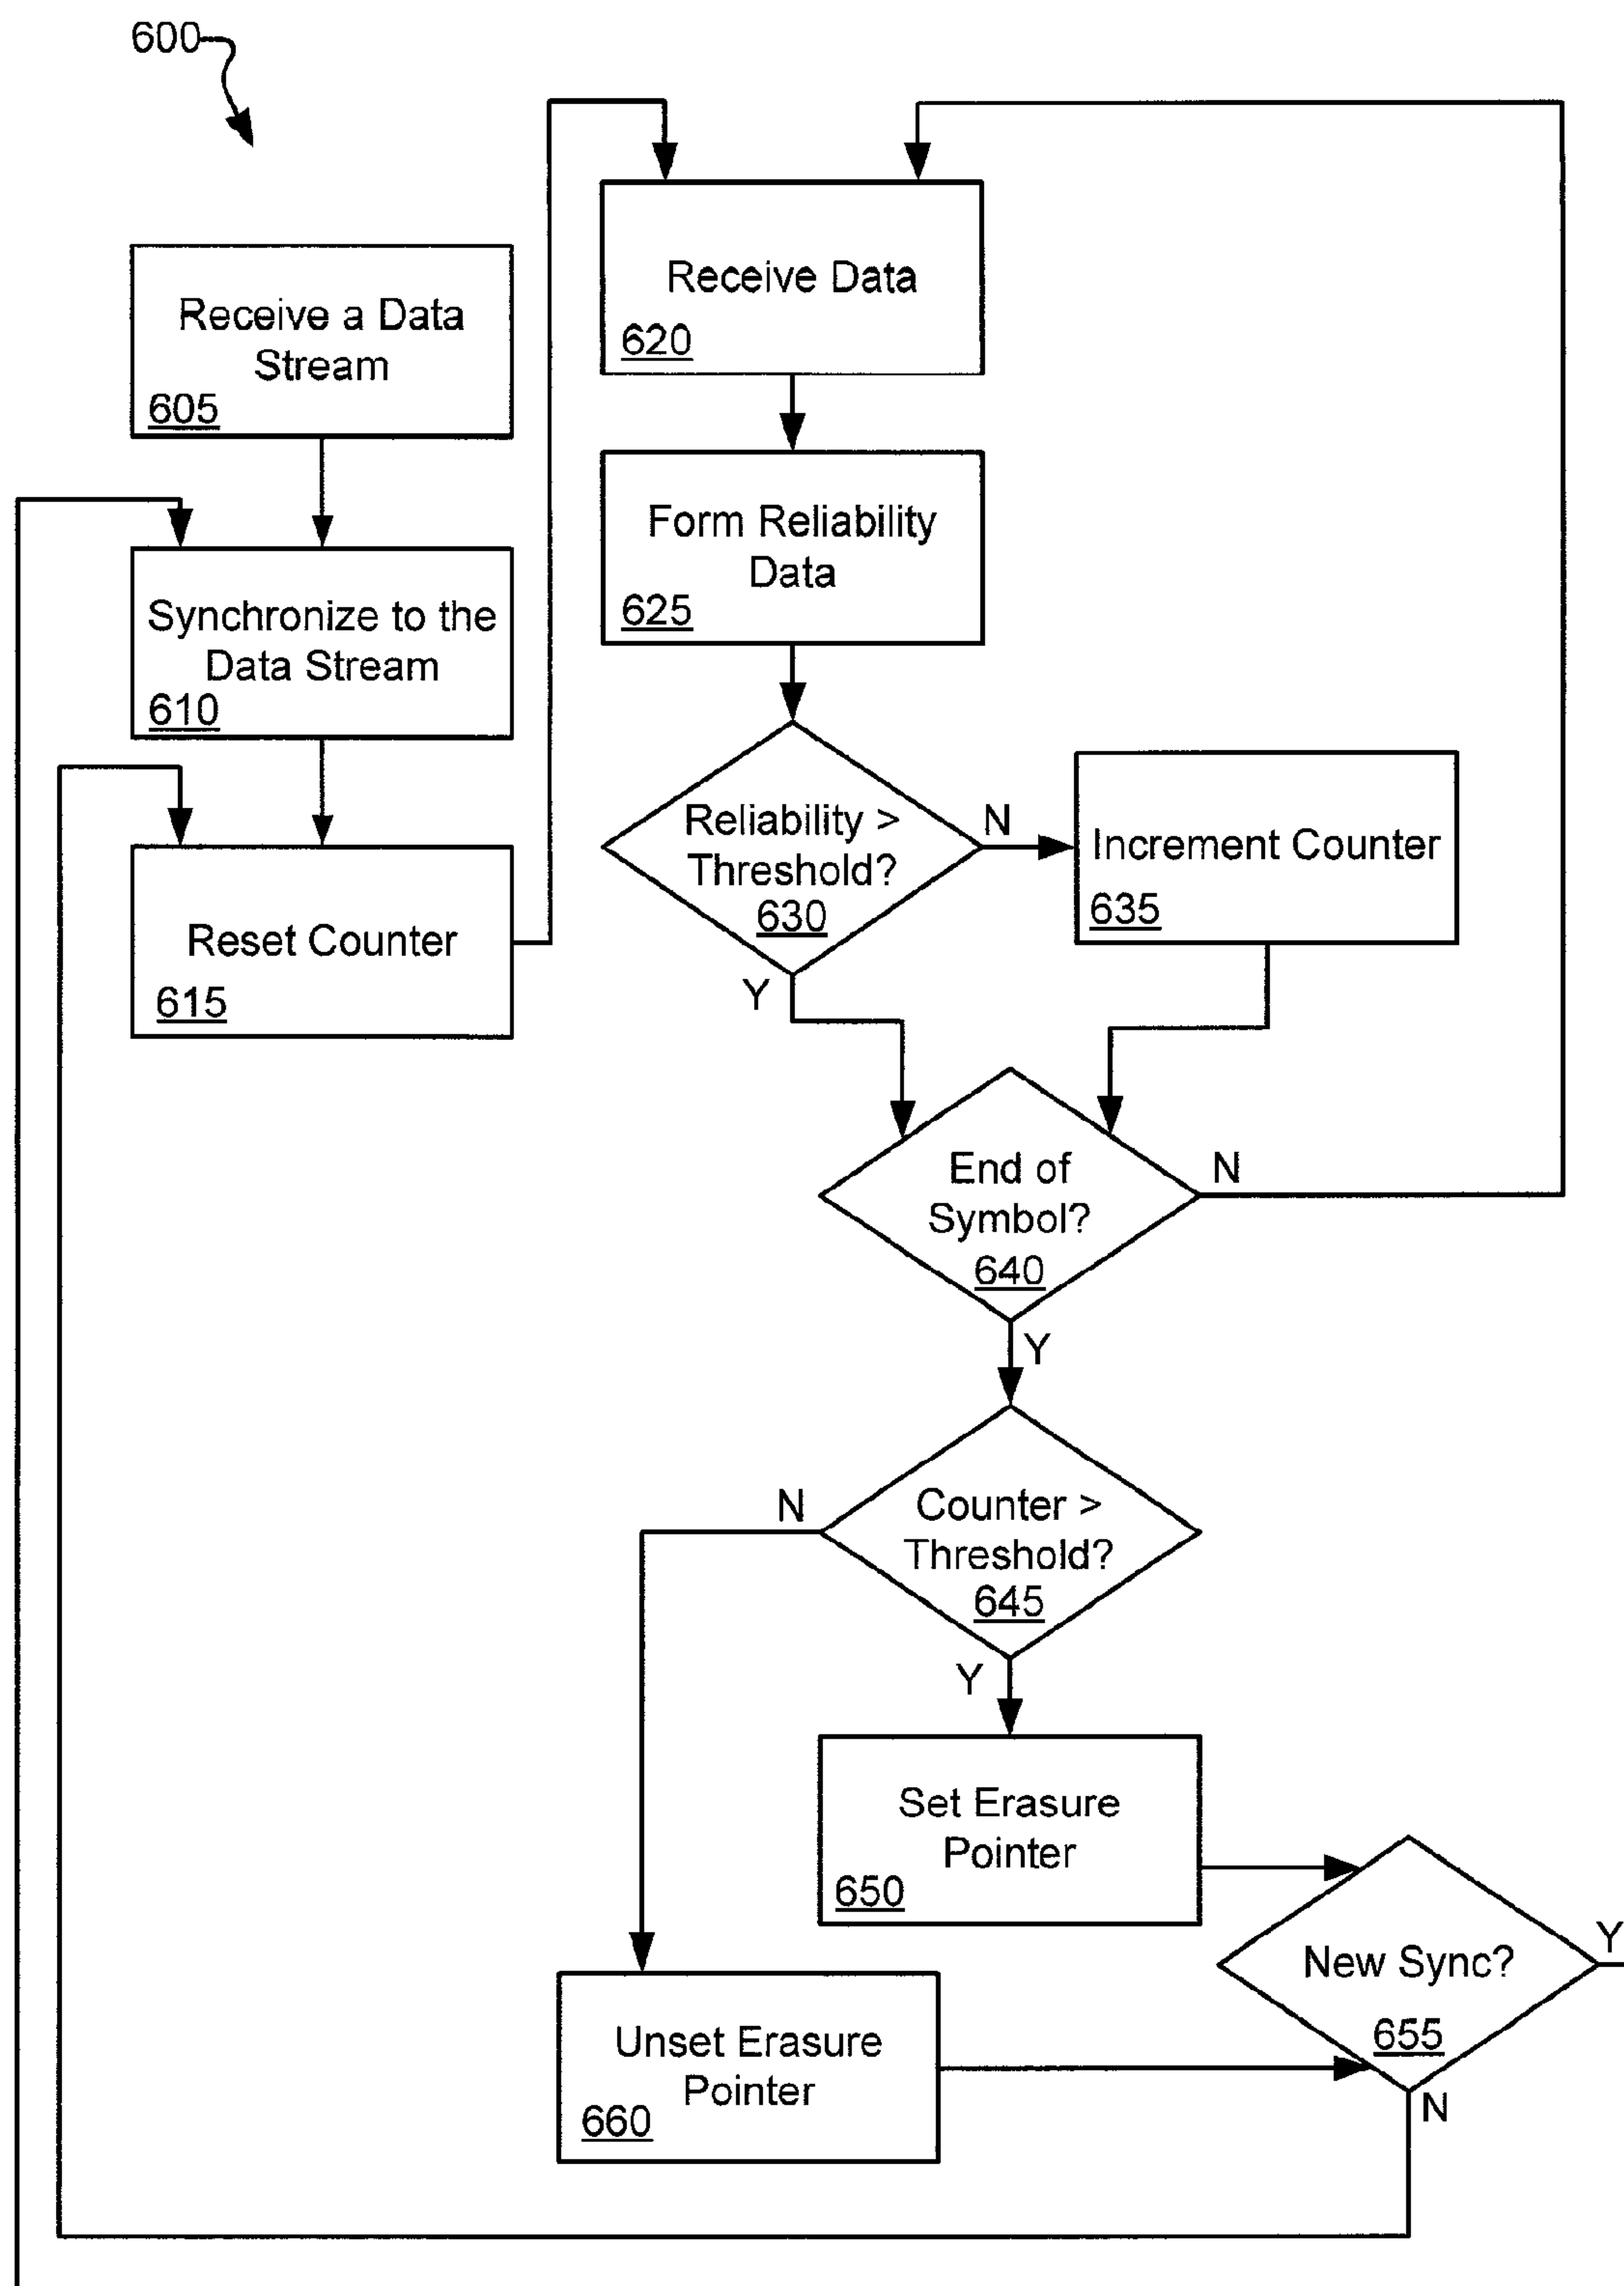 600
Receive a Data
Stream
605
Synchronize to the
Data Stream
610
Reset Counter
615
Receive Data
620
Form Reliability
Data
625
Reliability >
Threshold?
630
N
Y
Increment Counter
635
End of
Symbol?
640
N
Y
Counter >
Threshold?
645
N
Y
Set Erasure
Pointer
650
New Sync?
655
Y
N
Unset Erasure
Pointer
660